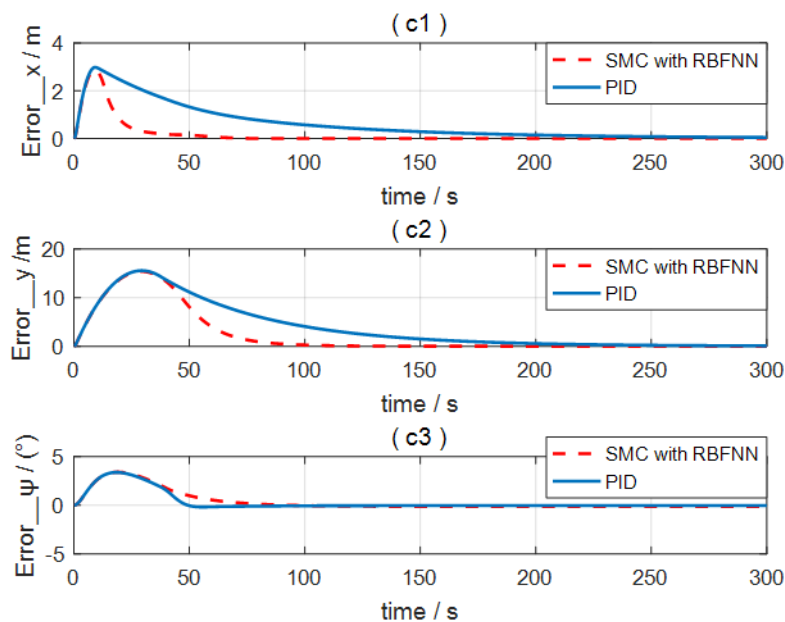 ( c1 )
Error__x / m
4
2
0
SMC with RBFNN
PID
0 50 100 150 200 250 300
time / s
( c2 )
Error__y /m
20
10
0
SMC with RBFNN
PID
0 50 100 150 200 250 300
time / s
( c3 )
Error__ψ / (°)
5
0
-5
SMC with RBFNN
PID
0 50 100 150 200 250 300
time / s